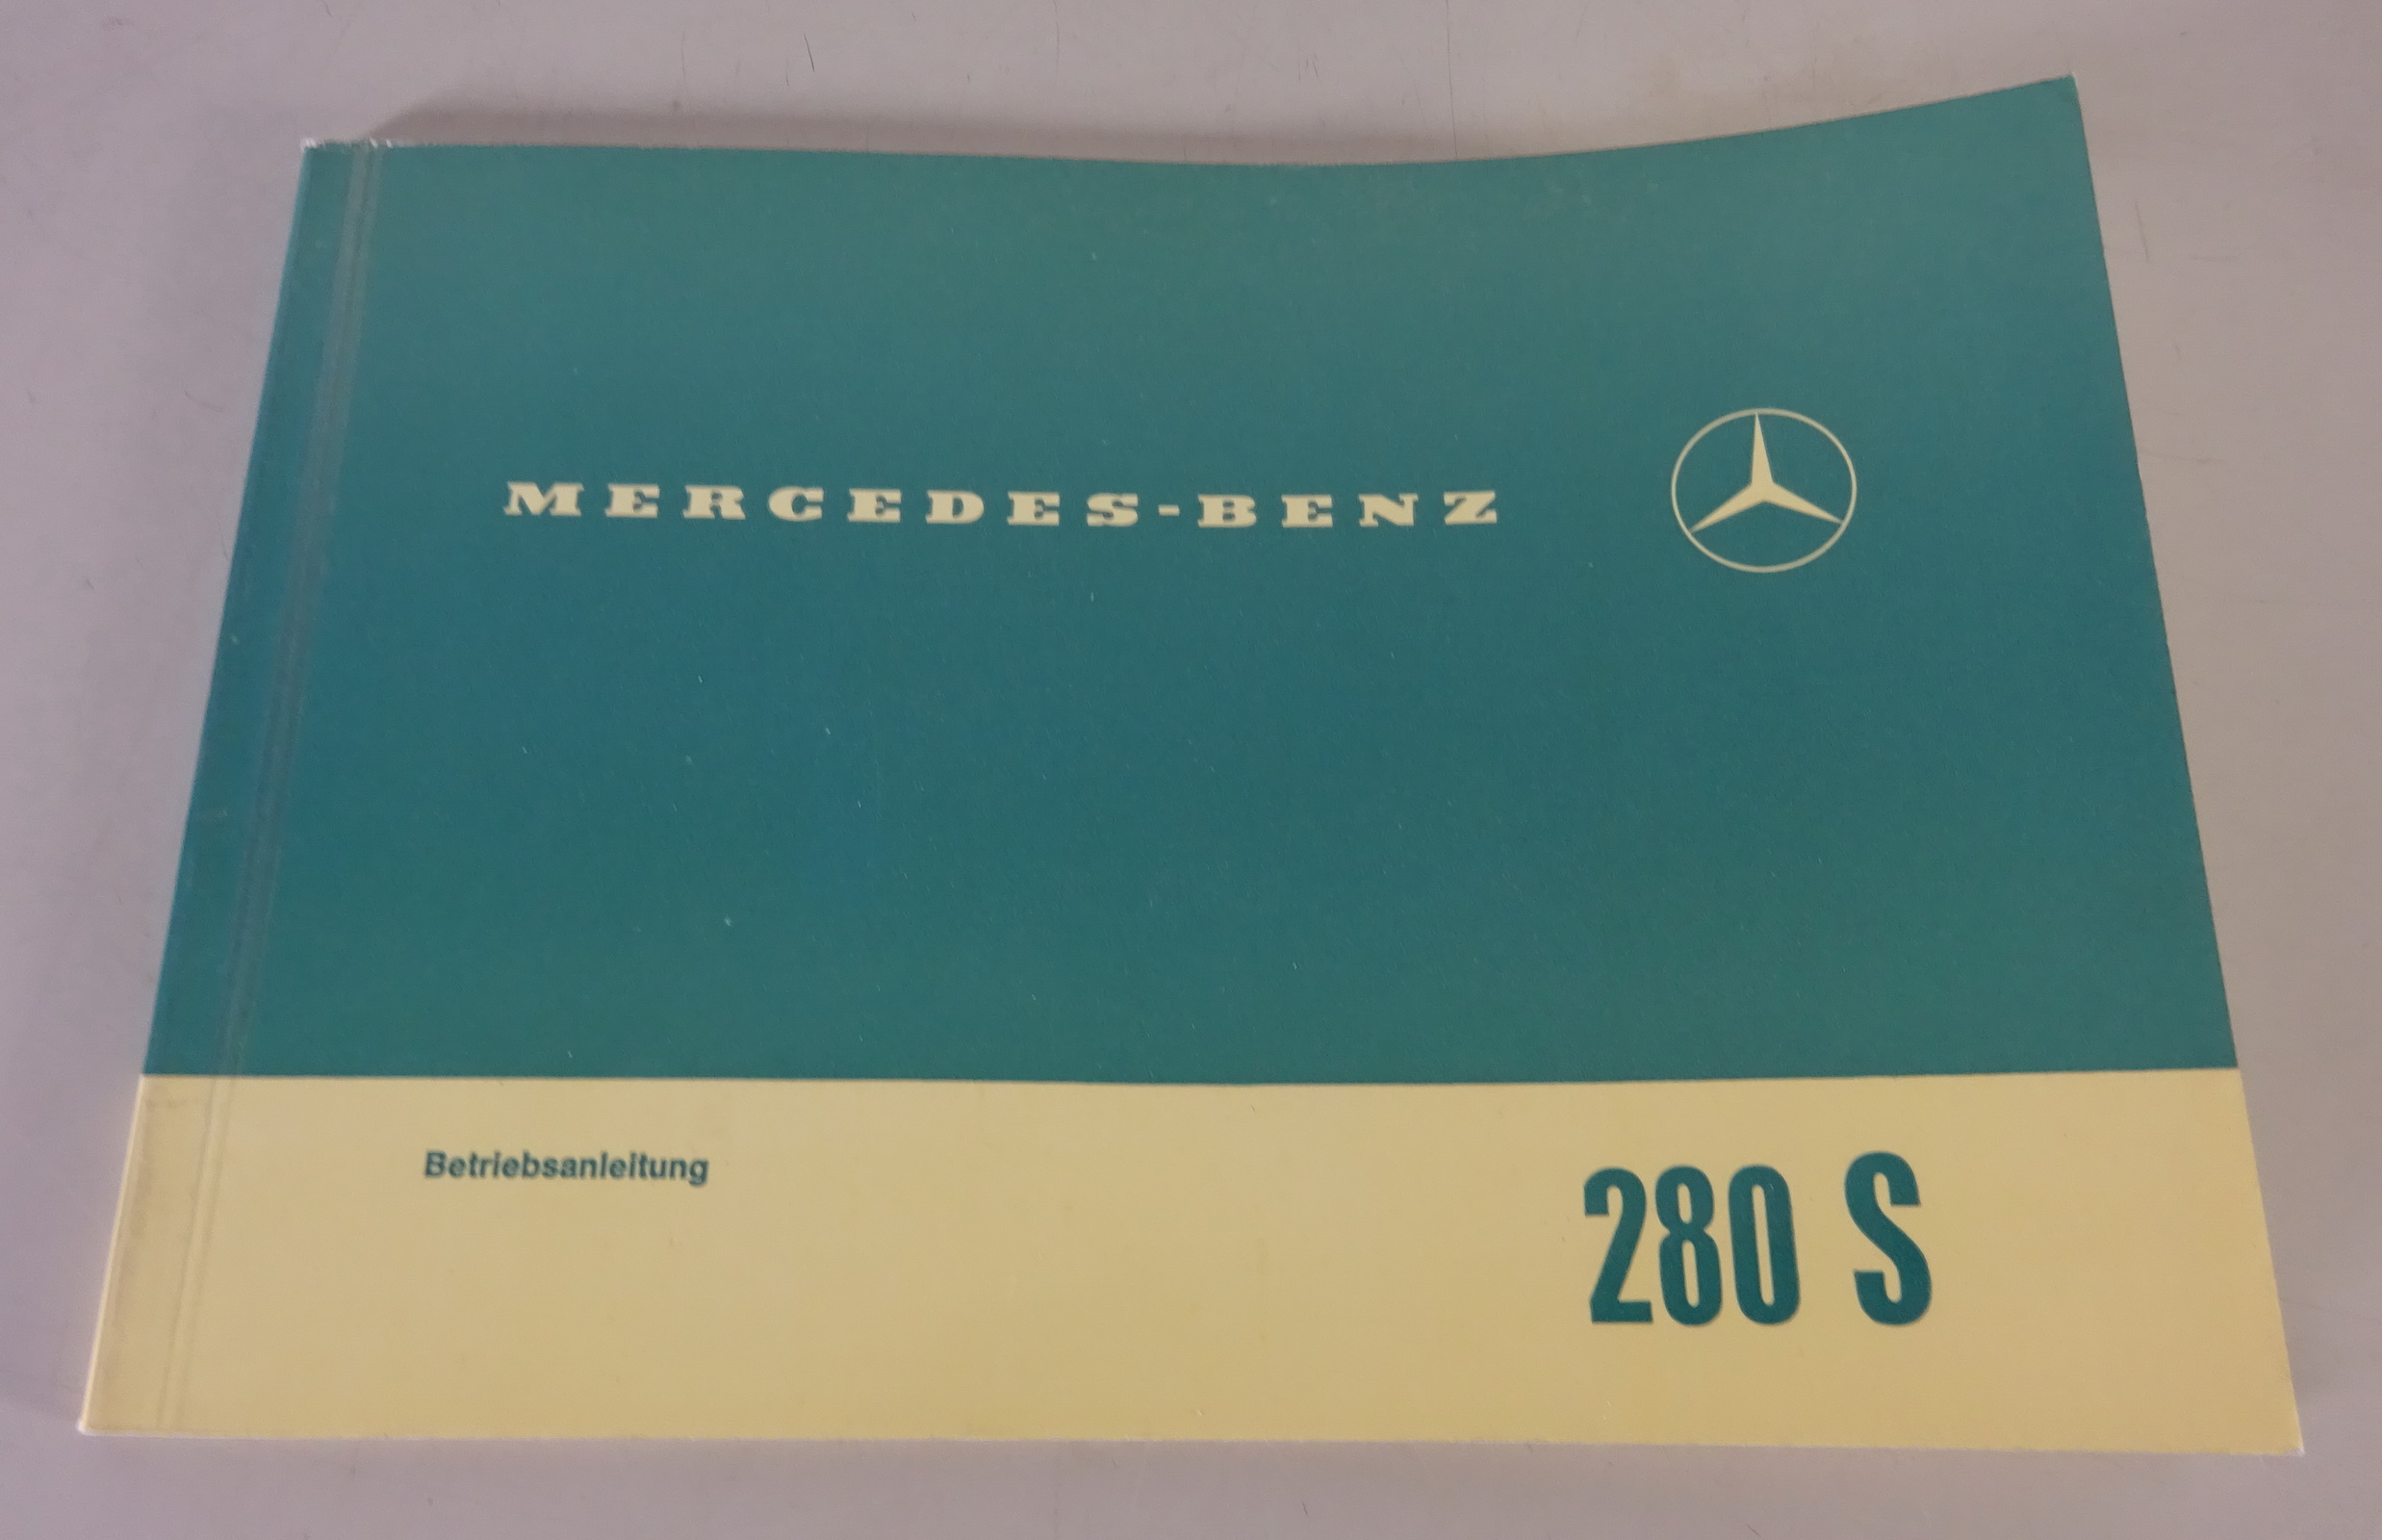 MERCEDES-BENZ
Betriebsanleitung
280 S